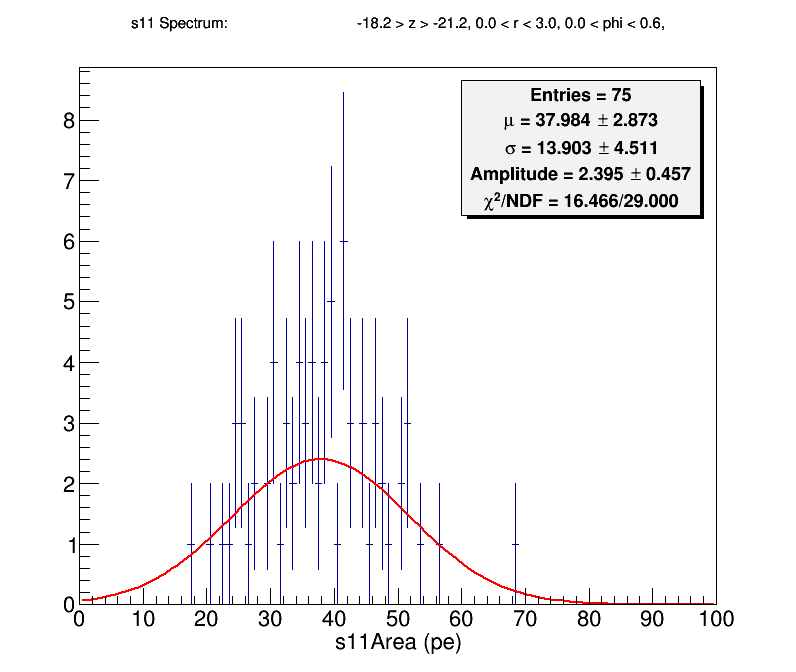 s11 Spectrum: -18.2 > z > -21.2, 0.0 < r < 3.0, 0.0 < phi < 0.6,
Entries = 75
μ = 37.984 ± 2.873
σ = 13.903 ± 4.511
Amplitude = 2.395 ± 0.457
χ²/NDF = 16.466/29.000
8
7
6
5
4
3
2
1
0
0 10 20 30 40 50 60 70 80 90 100
s11Area (pe)